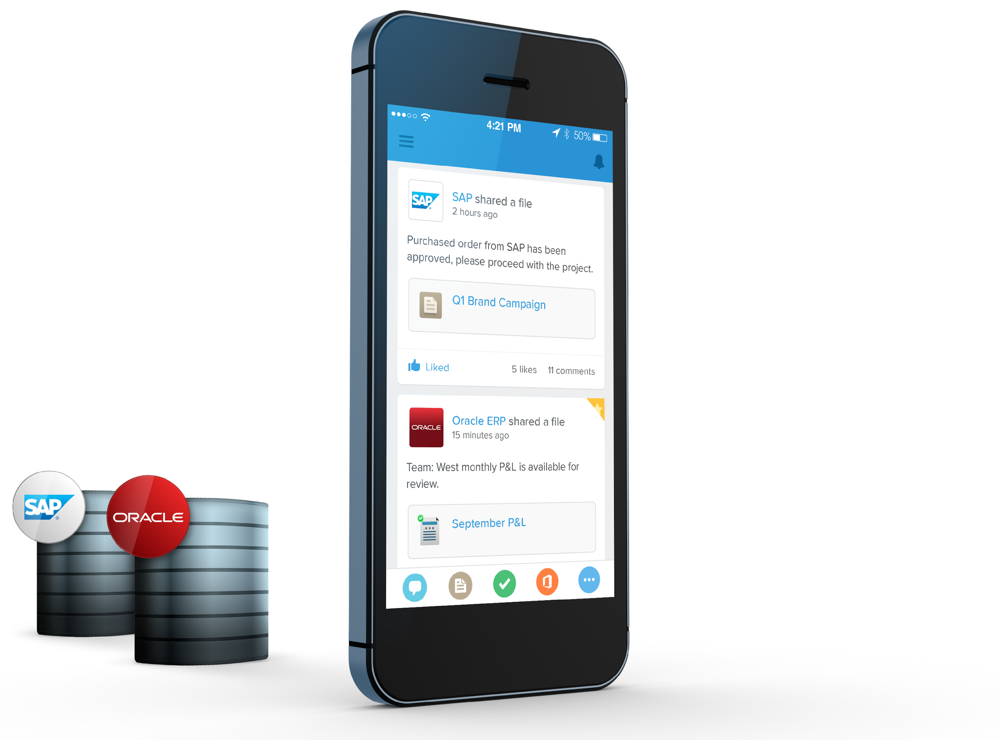 4:21 PM
50%
SAP
SAP shared a file
2 hours ago
Purchased order from SAP has been
approved, please proceed with the project.
Q1 Brand Campaign
Liked
5 likes
11 comments
ORACLE
Oracle ERP shared a file
15 minutes ago
Team: West monthly P&L is available for
review.
September P&L
SAP®
ORACLE